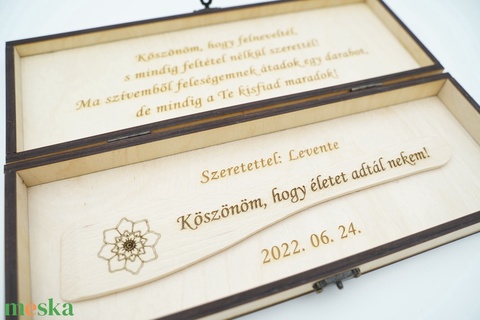 Köszönöm, hogy felneveltél,
s mindig feltétel nélkül szerettél!
Ma szívemből feleségemnek átadok egy darabot,
de mindig a Te kisfiad maradok!
Szeretettel: Levente
Köszönöm, hogy életet adtál nekem!
2022. 06. 24.
meska